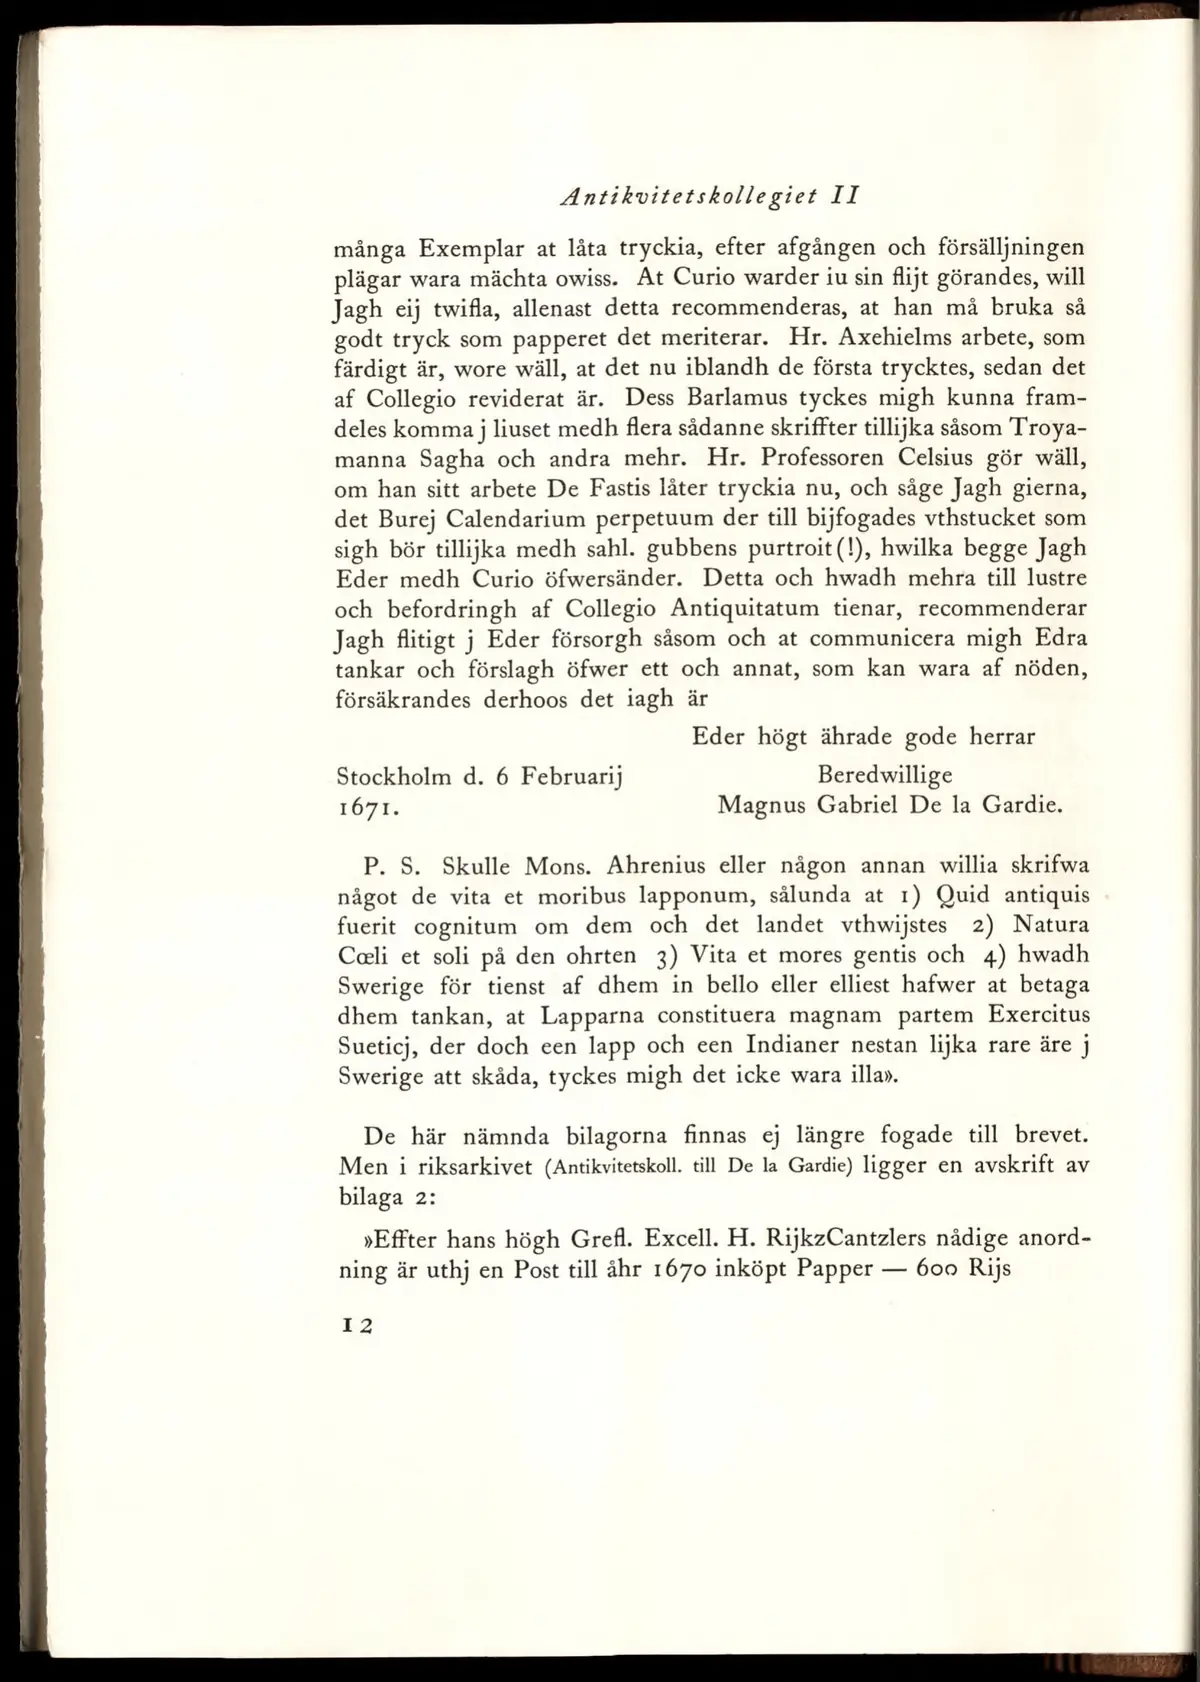 Antikvitetskollegiet II
många Exemplar at låta tryckia, efter afgången och försälljningen
plägar wara mächta owiss. At Curio warder iu sin flijt görandes, will
Jagh eij twifla, allenast detta recommenderas, at han må bruka så
godt tryck som papperet det meriterar. Hr. Axehielms arbete, som
färdigt är, wore wäll, at det nu iblandh de första trycktes, sedan det
af Collegio reviderat är. Dess Barlamus tyckes migh kunna fram-
deles komma j liuset medh flera sådanne skriffter tillijka såsom Troya-
manna Sagha och andra mehr. Hr. Professoren Celsius gör wäll,
om han sitt arbete De Fastis låter tryckia nu, och såge Jagh gierna,
det Burej Calendarium perpetuum der till bijfogades vthstucket som
sigh bör tillijka medh sahl. gubbens purtroit(!), hwilka begge Jagh
Eder medh Curio öfwersänder. Detta och hwadh mehra till lustre
och befordringh af Collegio Antiquitatum tienar, recommenderar
Jagh flitigt j Eder försorgh såsom och at communicera migh Edra
tankar och förslagh öfwer ett och annat, som kan wara af nöden,
försäkrandes derhoos det iagh är
Eder högt ährade gode herrar
Stockholm d. 6 Februarij Beredwillige
1671. Magnus Gabriel De la Gardie.
P. S. Skulle Mons. Ahrenius eller någon annan willia skrifwa
något de vita et moribus lapponum, sålunda at 1) Quid antiquis
fuerit cognitum om dem och det landet vthwijstes 2) Natura
Cœli et soli på den ohrten 3) Vita et mores gentis och 4) hwadh
Swerige för tienst af dhem in bello eller elliest hafwer at betaga
dhem tankan, at Lapparna constituera magnam partem Exercitus
Sueticj, der doch een lapp och een Indianer nestan lijka rare äre j
Swerige att skåda, tyckes migh det icke wara illa».
De här nämnda bilagorna finnas ej längre fogade till brevet.
Men i riksarkivet (Antikvitetskoll. till De la Gardie) ligger en avskrift av
bilaga 2:
»Effter hans högh Grefl. Excell. H. RijkzCantzlers nådige anord-
ning är uthj en Post till åhr 1670 inköpt Papper — 600 Rijs
12